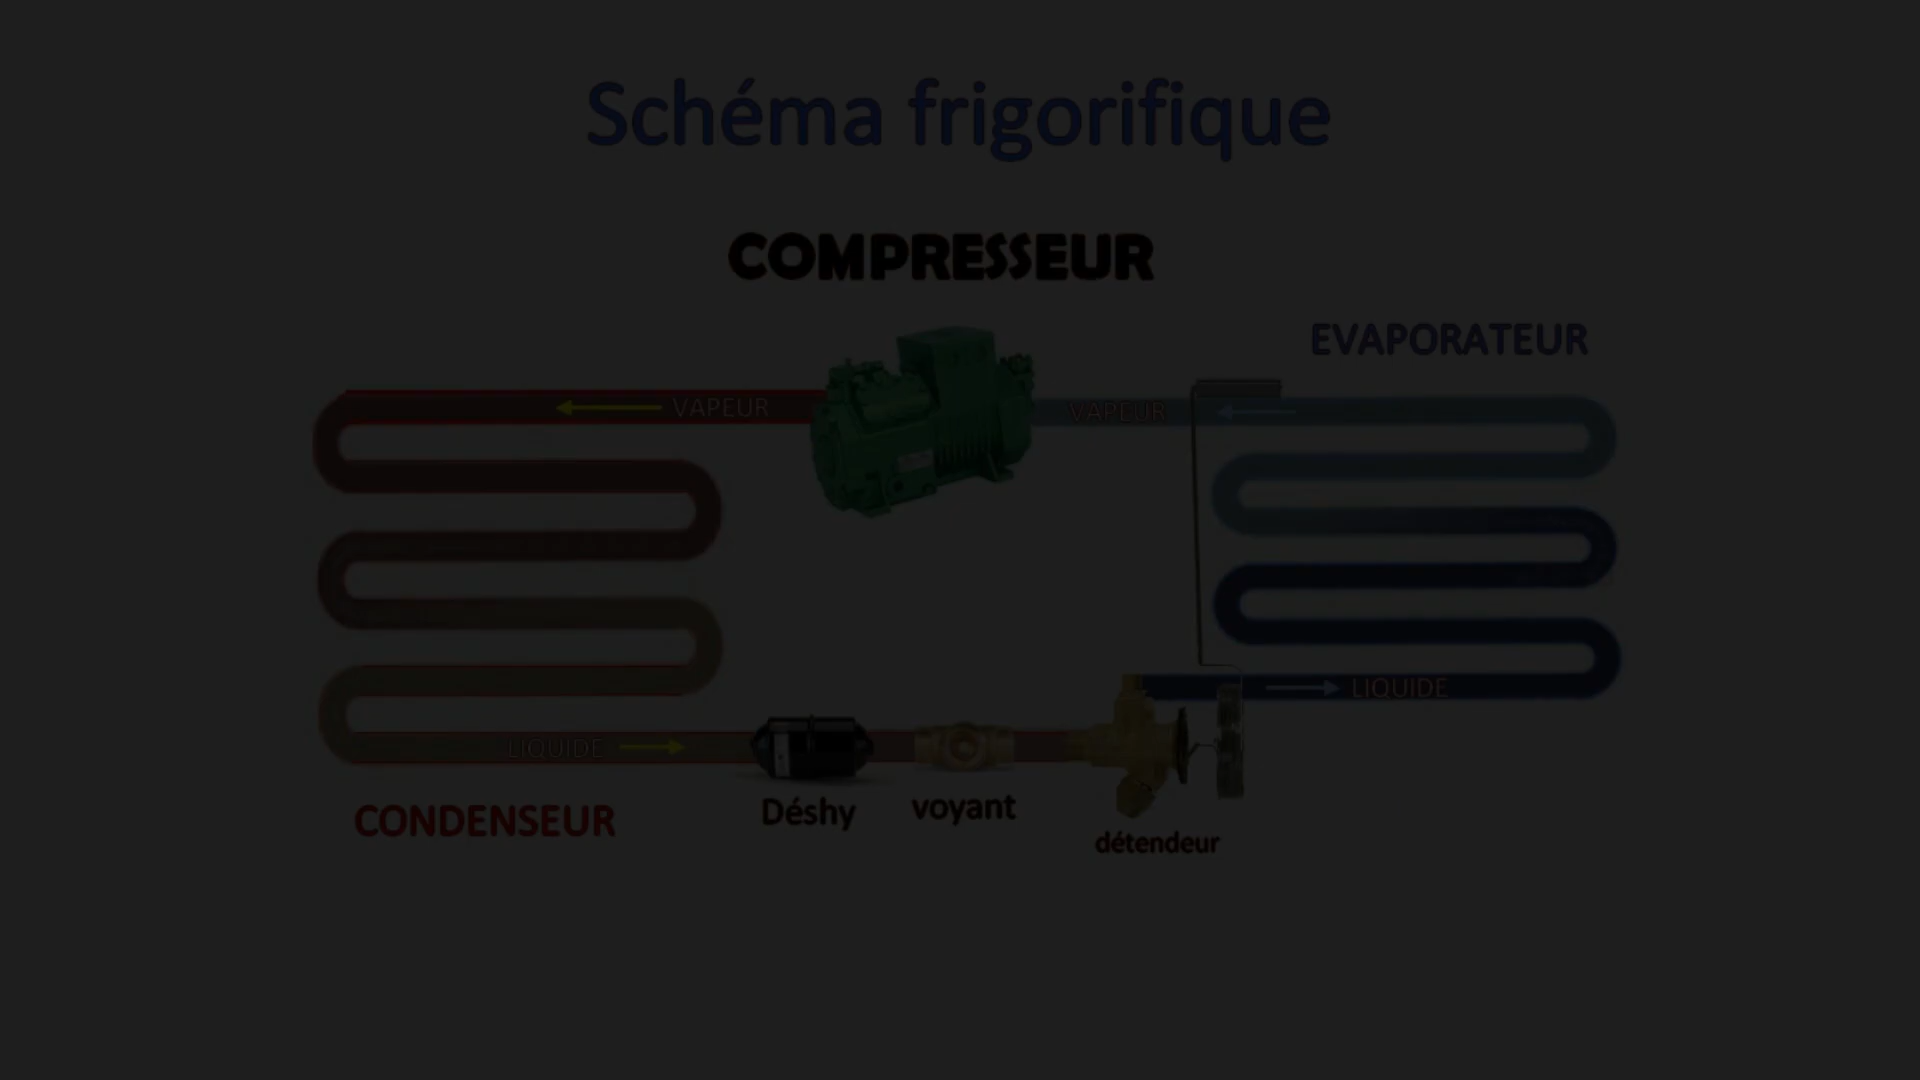 Schéma frigorifique
COMPRESSEUR
EVAPORATEUR
VAPEUR
VAPEUR
LIQUIDE
LIQUIDE
CONDENSEUR
Déshy
voyant
détendeur